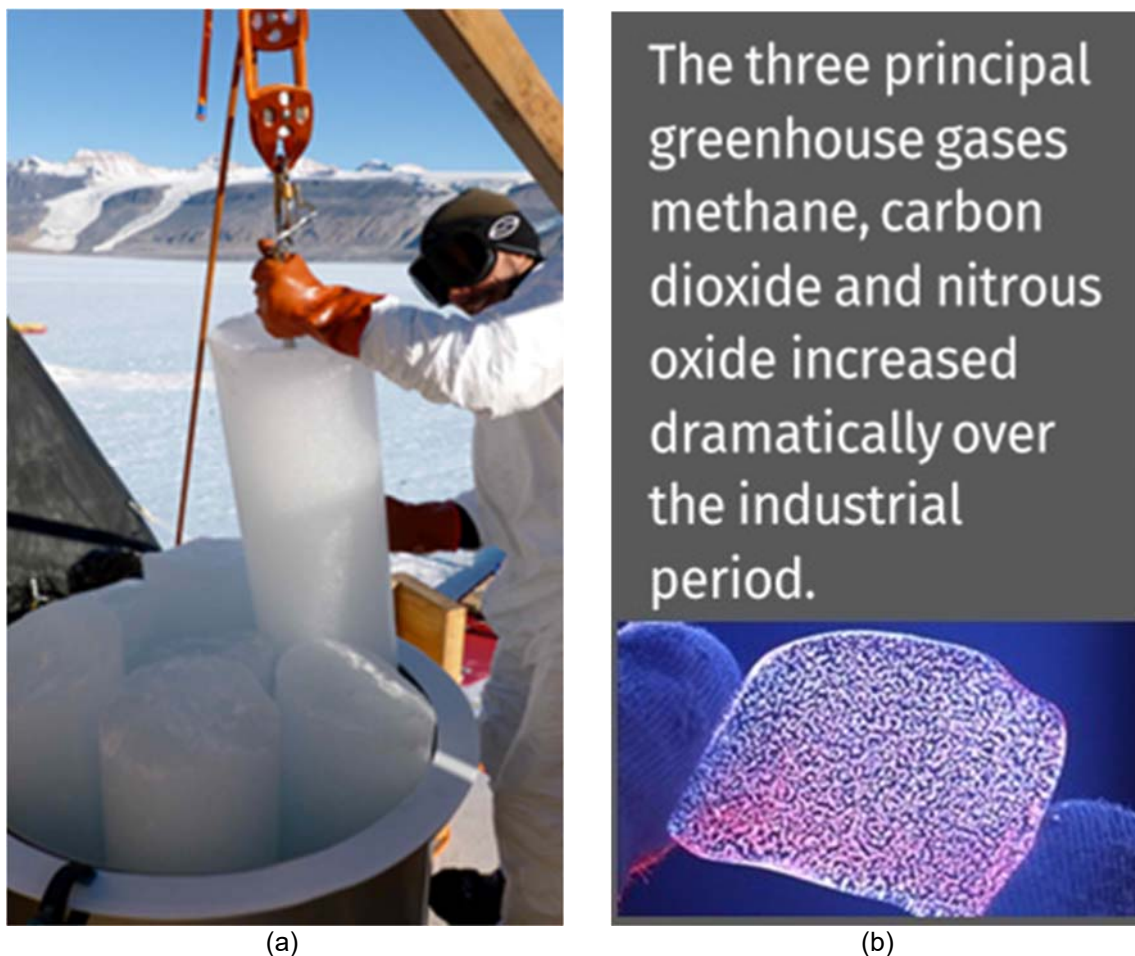 The three principal
greenhouse gases
methane, carbon
dioxide and nitrous
oxide increased
dramatically over
the industrial
period.
(a)
(b)